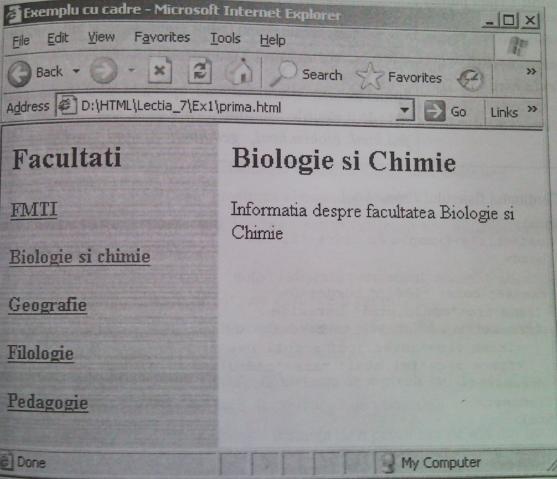 Exemplu cu cadre - Microsoft Internet Explorer
File Edit View Favorites Tools Help
Back Search Favorites »
Address D:\HTML\Lectia_7\Ex1\prima.html Go Links »
Facultati
FMTI
Biologie si chimie
Geografie
Filologie
Pedagogie
Biologie si Chimie
Informatia despre facultatea Biologie si
Chimie
Done My Computer